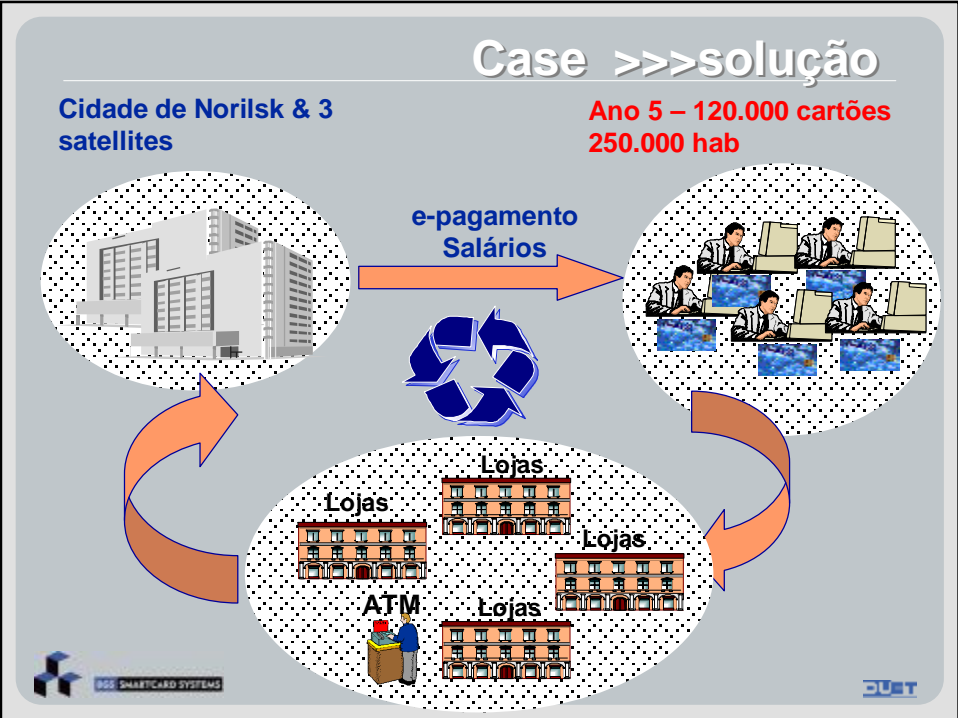 Case >>>solução
Cidade de Norilsk & 3
satellites
Ano 5 – 120.000 cartões
250.000 hab
e-pagamento
Salários
Lojas
Lojas
Lojas
ATM
Lojas
BGS SMARTCARD SYSTEMS
DUET